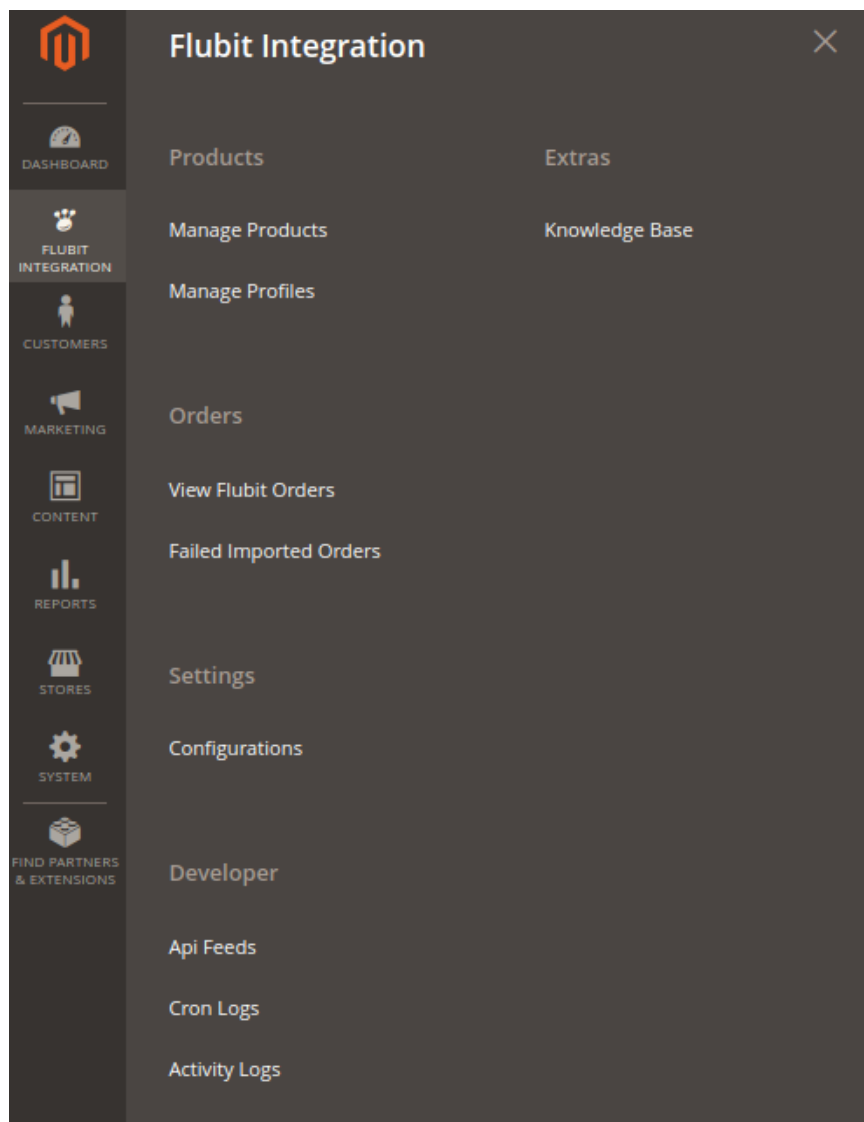 Flubit Integration
DASHBOARD
FLUBIT
INTEGRATION
CUSTOMERS
MARKETING
CONTENT
REPORTS
STORES
SYSTEM
FIND PARTNERS
& EXTENSIONS
Products
Manage Products
Manage Profiles
Orders
View Flubit Orders
Failed Imported Orders
Settings
Configurations
Developer
Api Feeds
Cron Logs
Activity Logs
Extras
Knowledge Base